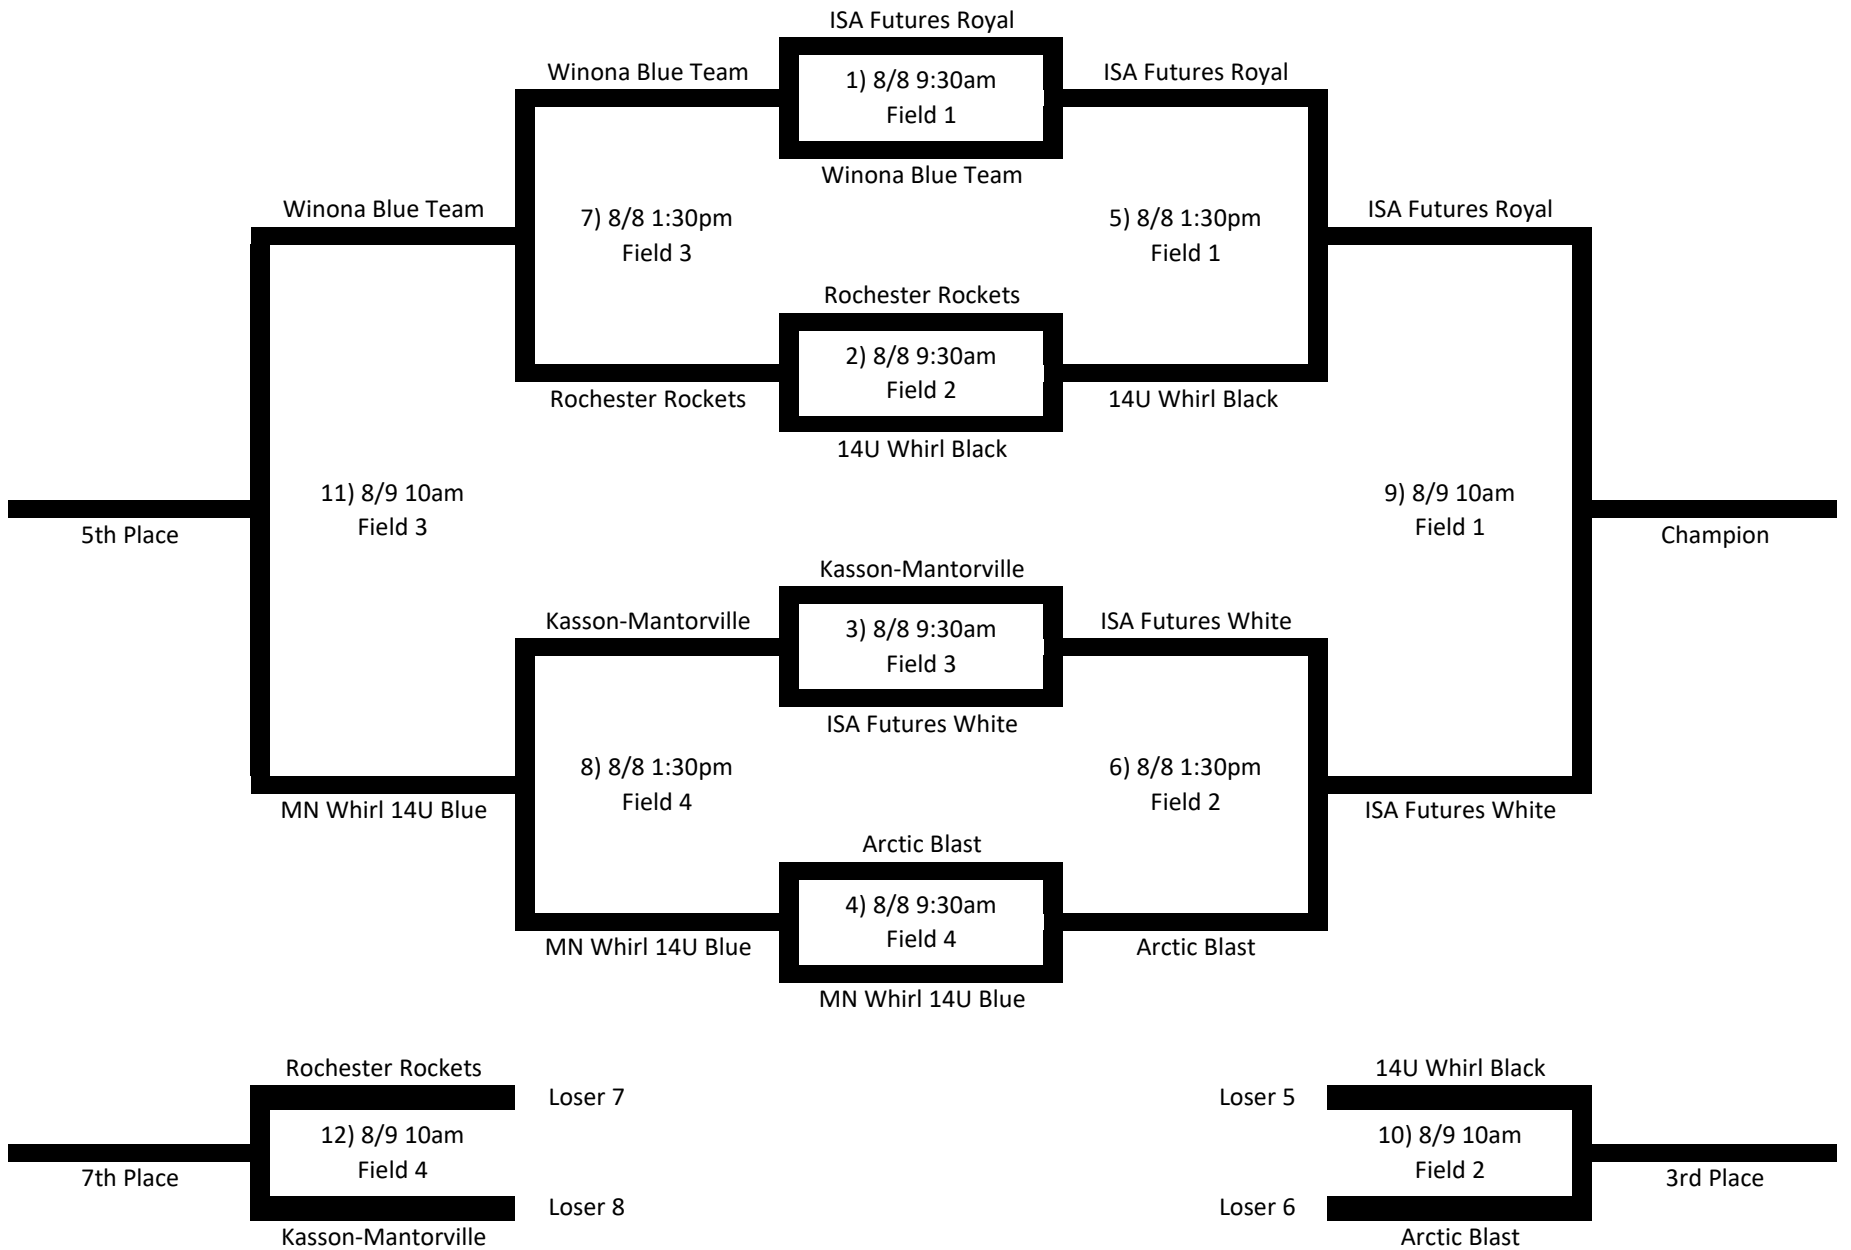 ISA Futures Royal
Winona Blue Team
1) 8/8 9:30am
Field 1
ISA Futures Royal
Winona Blue Team
Winona Blue Team
7) 8/8 1:30pm
Field 3
5) 8/8 1:30pm
Field 1
ISA Futures Royal
Rochester Rockets
2) 8/8 9:30am
Field 2
Rochester Rockets
14U Whirl Black
14U Whirl Black
11) 8/9 10am
Field 3
9) 8/9 10am
Field 1
5th Place
Champion
Kasson-Mantorville
Kasson-Mantorville
3) 8/8 9:30am
Field 3
ISA Futures White
ISA Futures White
8) 8/8 1:30pm
Field 4
6) 8/8 1:30pm
Field 2
MN Whirl 14U Blue
ISA Futures White
Arctic Blast
4) 8/8 9:30am
Field 4
MN Whirl 14U Blue
Arctic Blast
MN Whirl 14U Blue
Rochester Rockets
Loser 7
12) 8/9 10am
Field 4
7th Place
Loser 8
Kasson-Mantorville
14U Whirl Black
Loser 5
10) 8/9 10am
Field 2
3rd Place
Loser 6
Arctic Blast